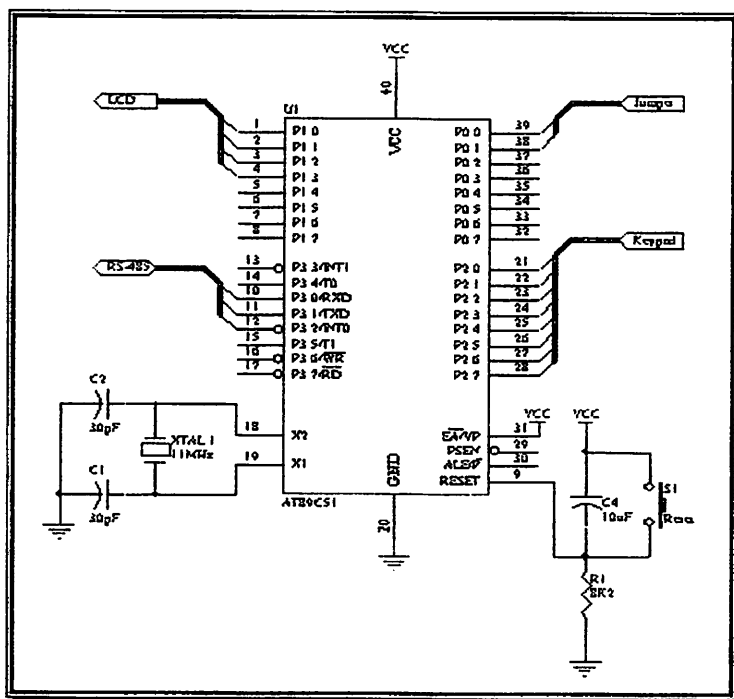 VCC
40
LCD
U1
Jumper
1 P1 0 VCC P0 0 39
2 P1 1 P0 1 38
3 P1 2 P0 2 37
4 P1 3 P0 3 36
5 P1 4 P0 4 35
6 P1 5 P0 5 34
7 P1 6 P0 6 33
8 P1 7 P0 7 32
Keypad
RS-485
13 P3 3/INT1 P2 0 21
14 P3 4/T0 P2 1 22
10 P3 0/RXD P2 2 23
11 P3 1/TXD P2 3 24
12 P3 2/INT0 P2 4 25
15 P3 5/T1 P2 5 26
16 P3 6/WR P2 6 27
17 P3 7/RD P2 7 28
C2
30pF
XTAL1
11MHz
C1
30pF
18 X2
19 X1
GND
20
AT89C51
EA/VP 31
PSEN 29
ALE/P 30
RESET 9
VCC
VCC
C4
10uF
S1
R1
8K2